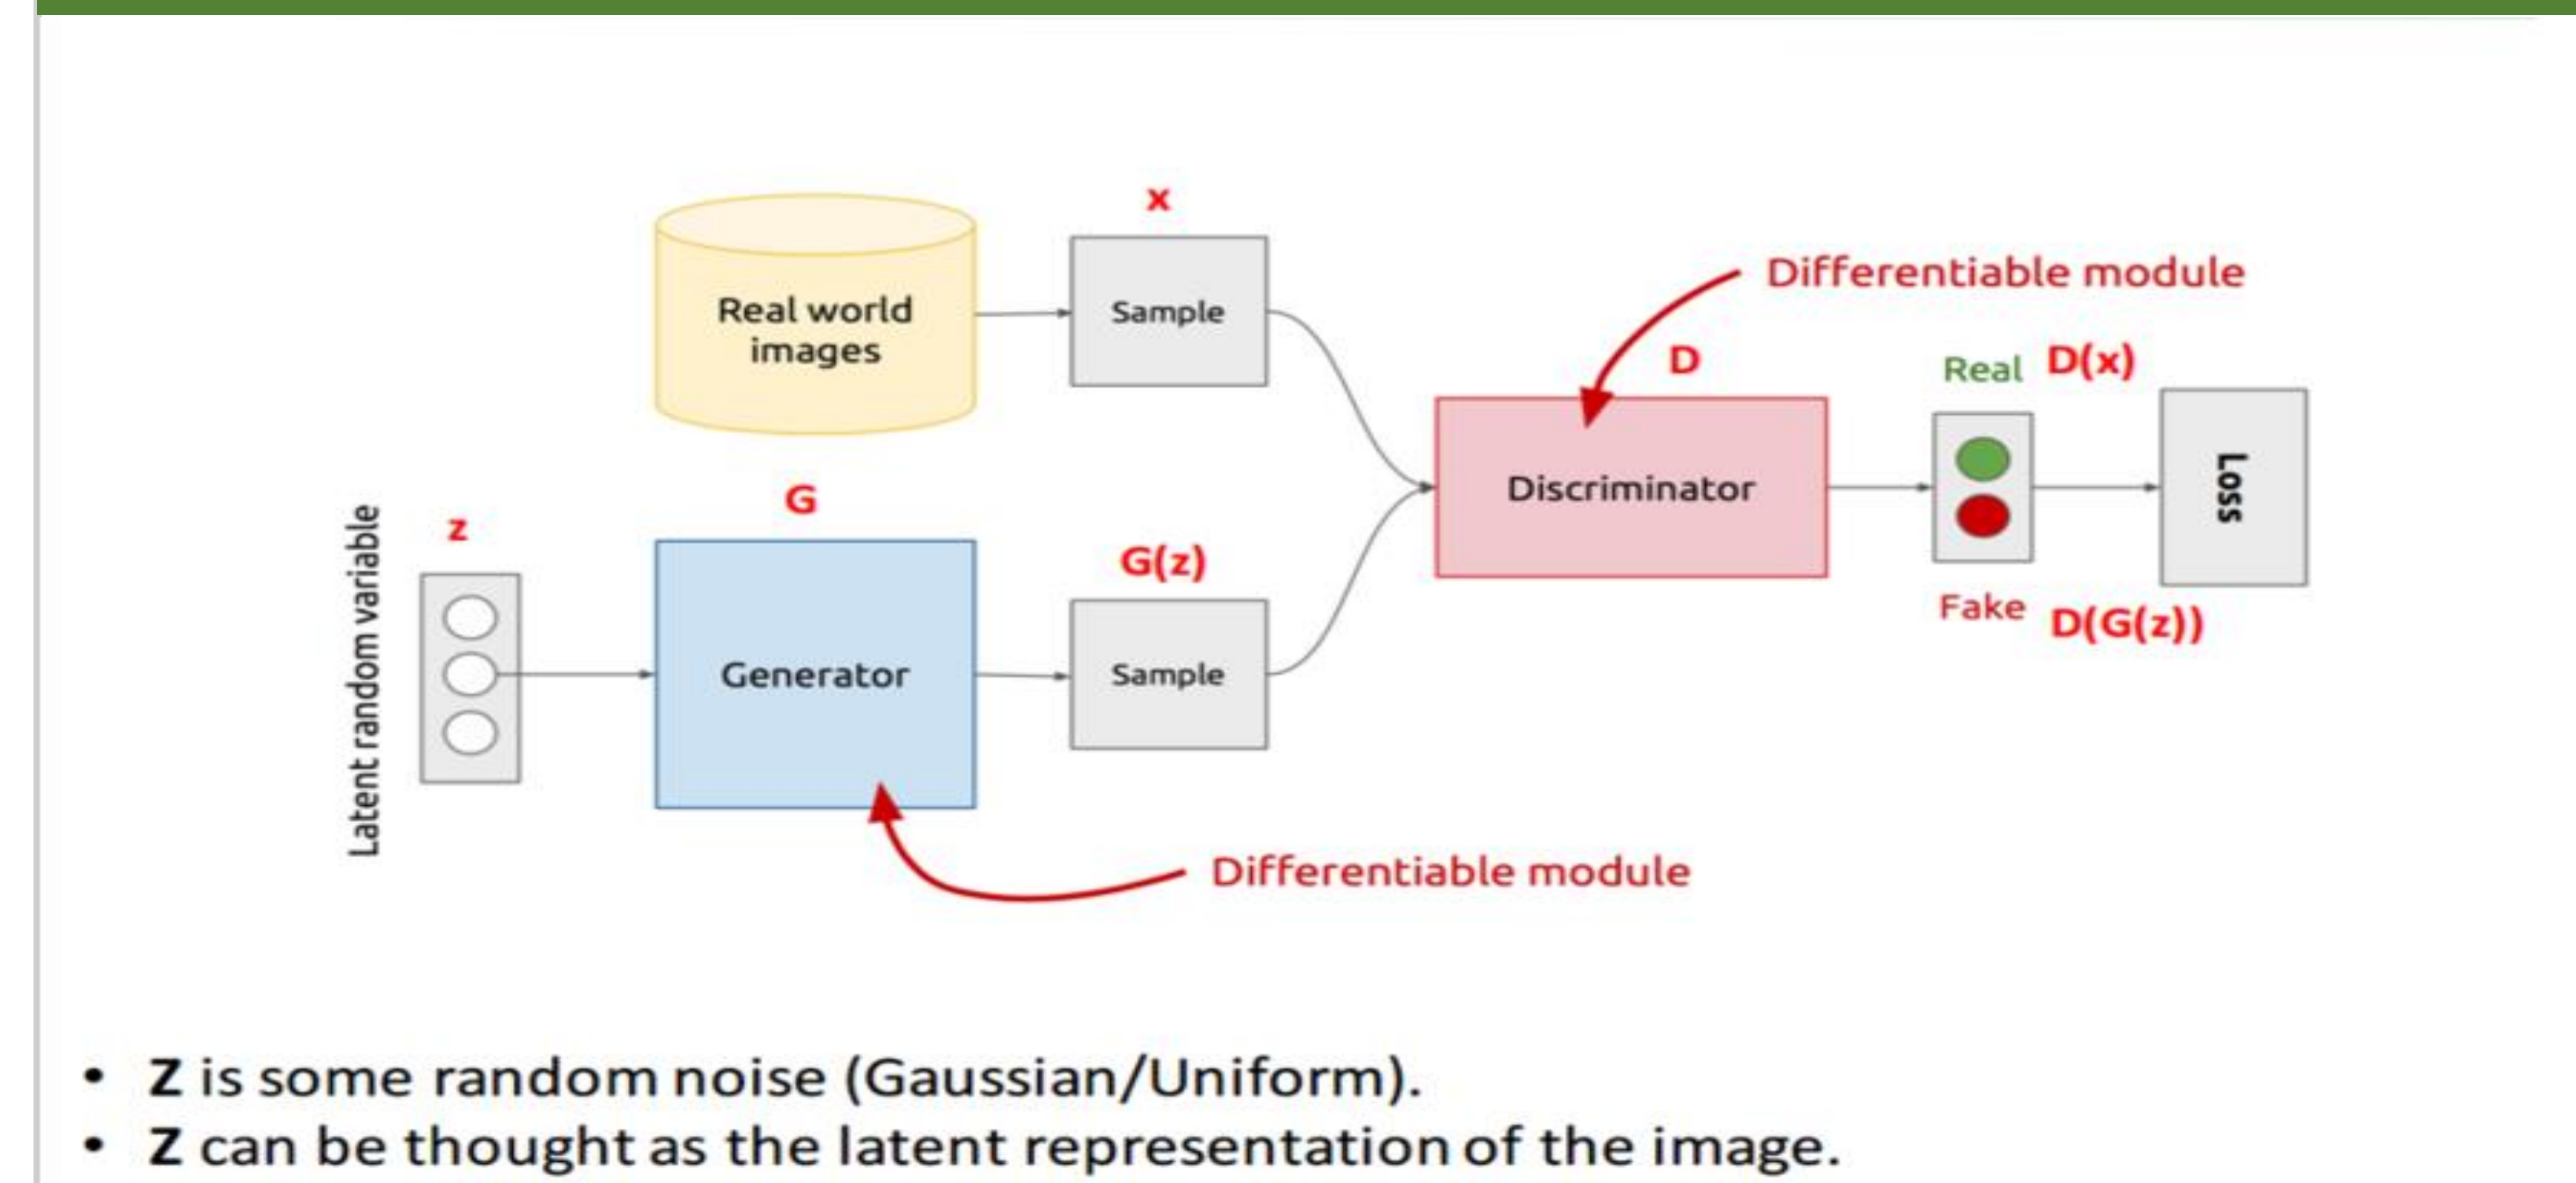 x
Real world
images
Sample
Differentiable module
D
Discriminator
Real
D(x)
Loss
Fake
D(G(z))
Latent random variable
z
G
Generator
G(z)
Sample
Differentiable module
• Z is some random noise (Gaussian/Uniform).
• Z can be thought as the latent representation of the image.